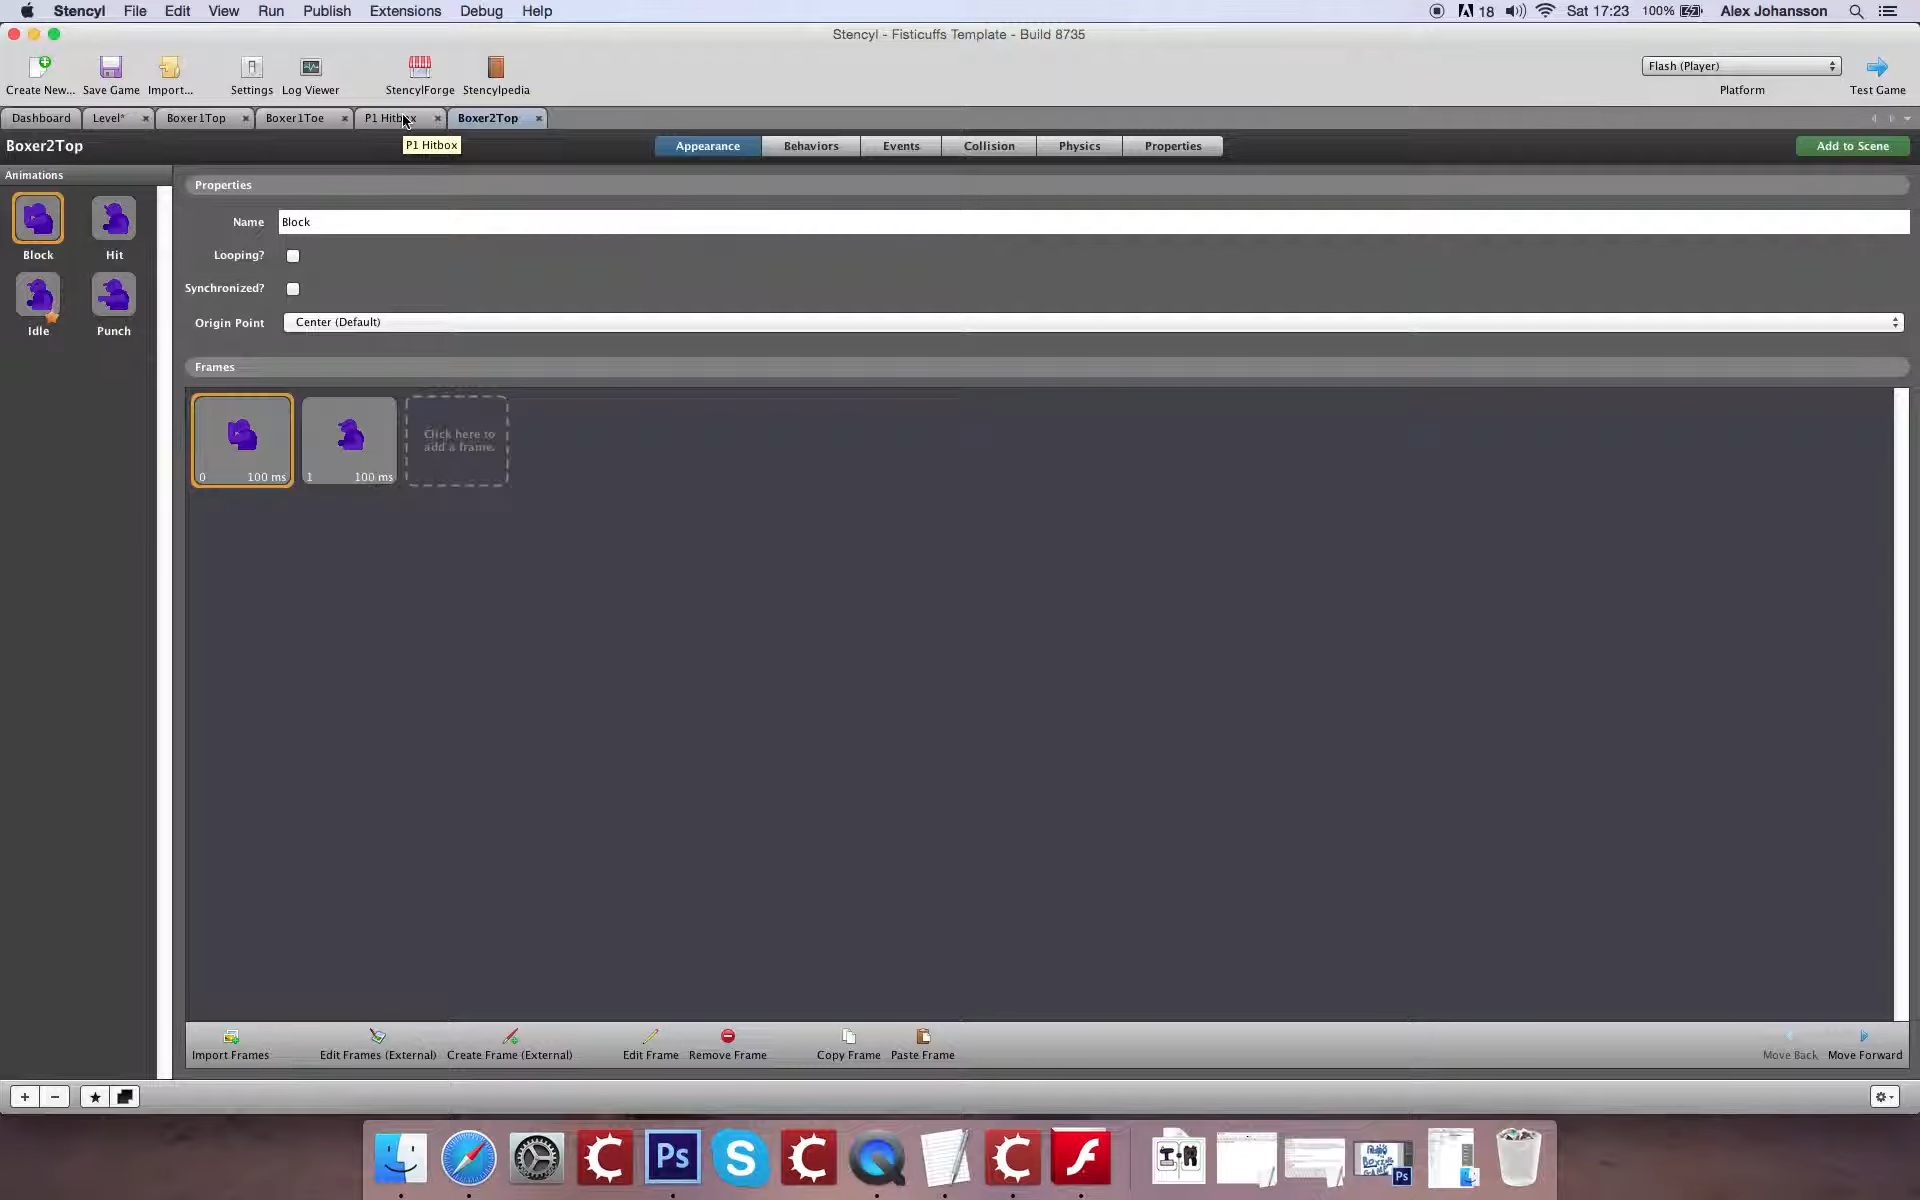 Stencyl File Edit View Run Publish Extensions Debug Help 18 Sat 17:23 100% Alex Johansson
Stencyl - Fisticuffs Template - Build 8735
Create New... Save Game Import... Settings Log Viewer StencylForge Stencylpedia Flash (Player) Platform Test Game
Dashboard Level* Boxer1Top Boxer1Toe P1 Hitbox Boxer2Top
P1 Hitbox
Boxer2Top Appearance Behaviors Events Collision Physics Properties Add to Scene
Animations
Properties
Name Block
Looping?
Synchronized?
Origin Point Center (Default)
Block Hit
Idle Punch
Frames
Click here to
add a frame.
0 100 ms 1 100 ms
Import Frames Edit Frames (External) Create Frame (External) Edit Frame Remove Frame Copy Frame Paste Frame Move Back Move Forward
Ps S
Ps